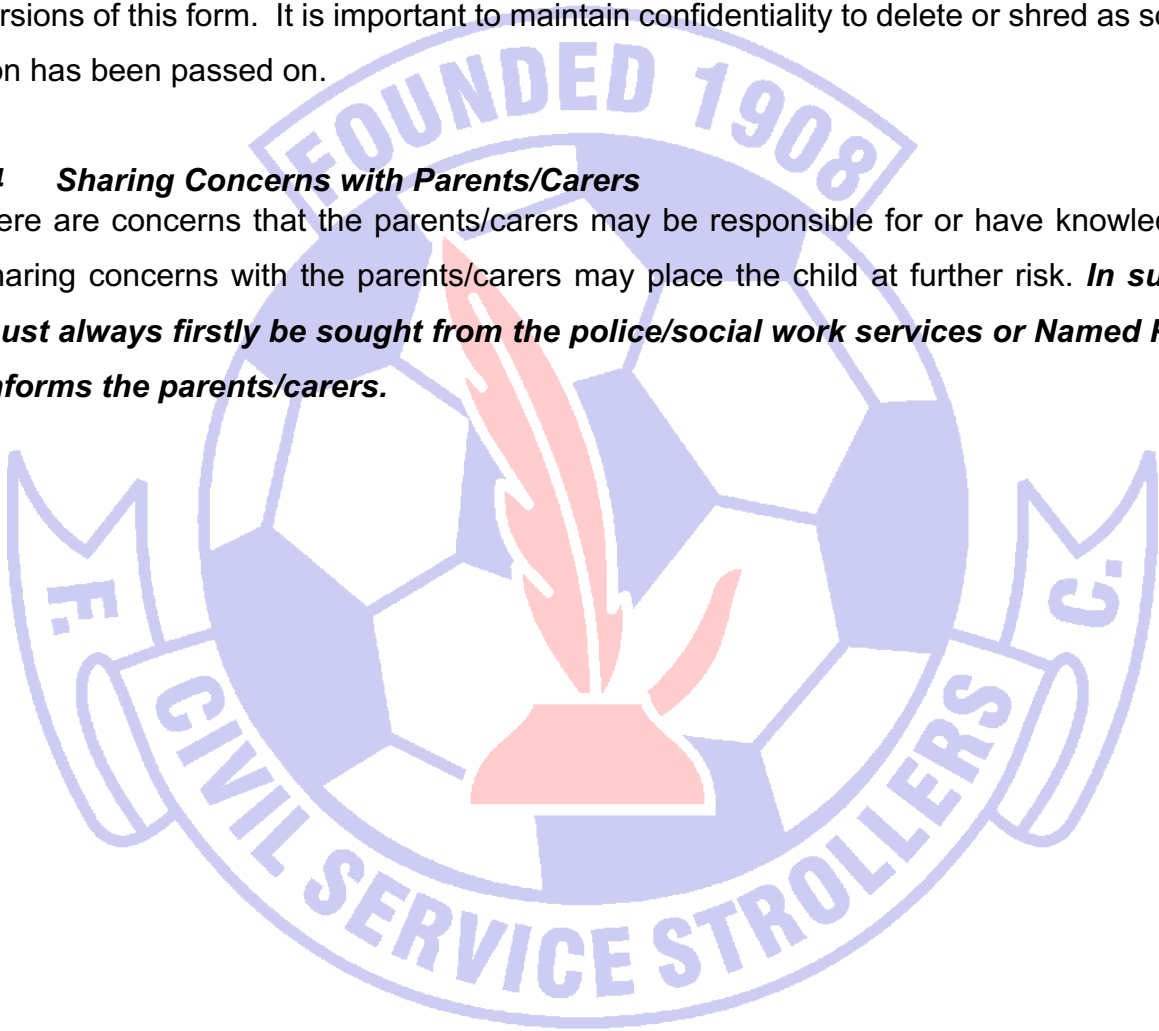 rsions of this form. It is important to maintain confidentiality to delete or shred as so
on has been passed on.
Sharing Concerns with Parents/Carers
ere are concerns that the parents/carers may be responsible for or have knowled
haring concerns with the parents/carers may place the child at further risk. In su
ust always firstly be sought from the police/social work services or Named P
nforms the parents/carers.
FOUNDED 1908
F. C.
CIVIL SERVICE STROLLERS